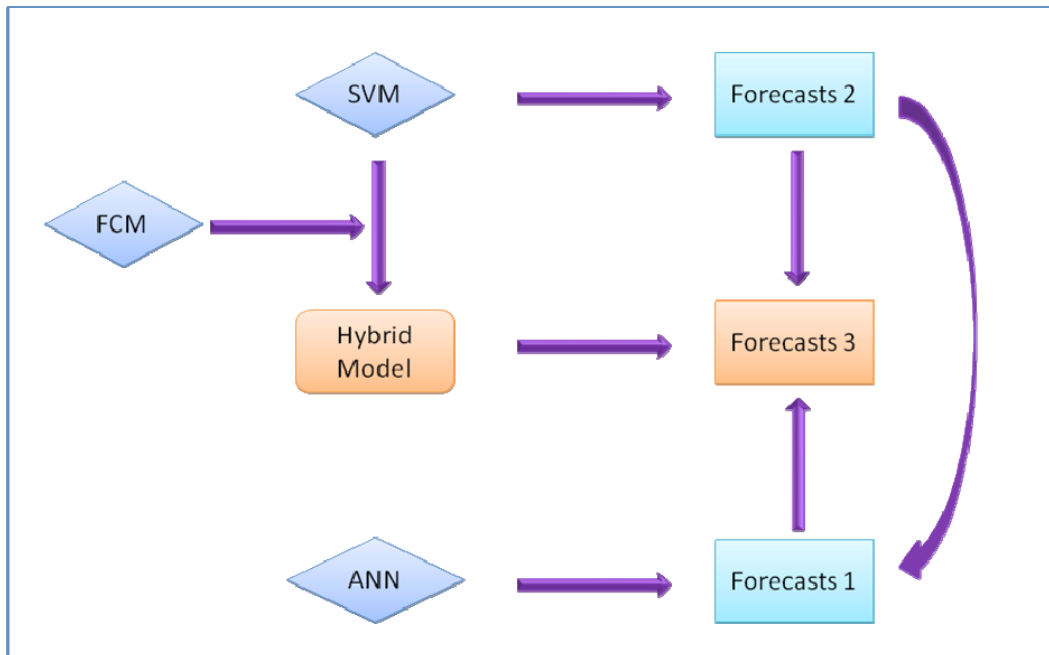 SVM
Forecasts 2
FCM
Hybrid
Model
Forecasts 3
ANN
Forecasts 1